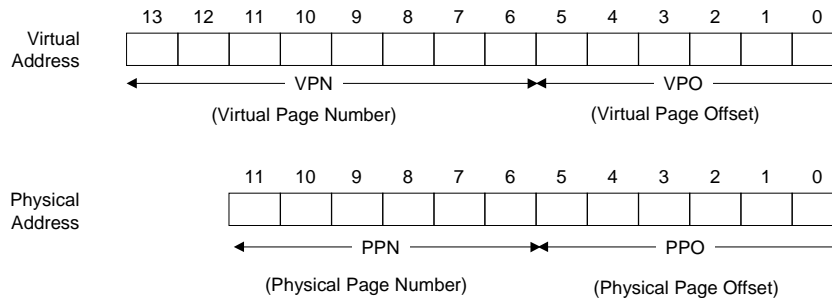 13 12 11 10 9 8 7 6 5 4 3 2 1 0
Virtual
Address
VPN VPO
(Virtual Page Number) (Virtual Page Offset)
11 10 9 8 7 6 5 4 3 2 1 0
Physical
Address
PPN PPO
(Physical Page Number) (Physical Page Offset)